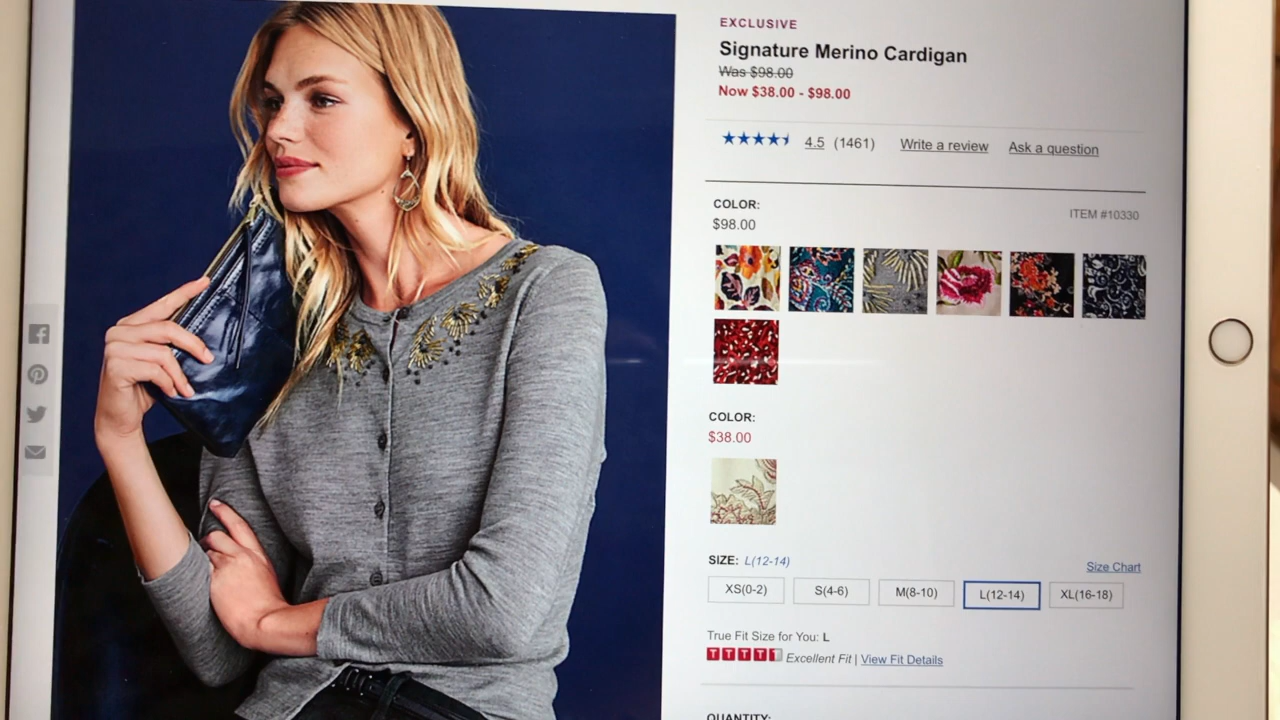 EXCLUSIVE
Signature Merino Cardigan
Was $98.00
Now $38.00 - $98.00
4.5 (1461) Write a review Ask a question
COLOR:
ITEM #10330
$98.00
COLOR:
$38.00
SIZE: L(12-14)
Size Chart
XS(0-2) S(4-6) M(8-10) L(12-14) XL(16-18)
True Fit Size for You: L
TTTTT Excellent Fit | View Fit Details
QUANTITY: